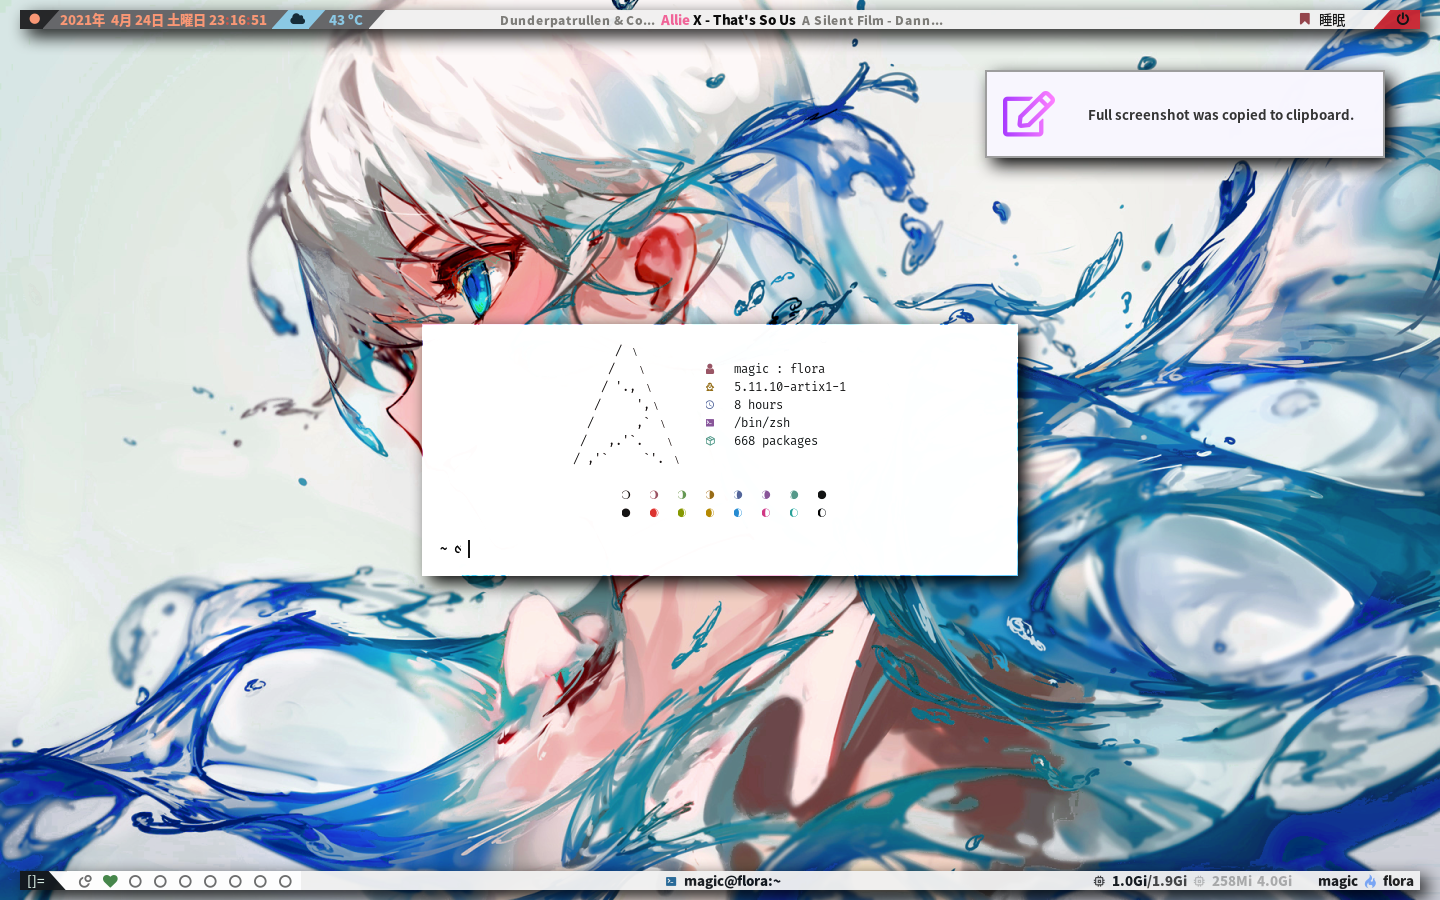 2021年 4月 24日 土曜日 23:16:51
43 °C
Dunderpatrullen & Co... Allie X - That's So Us A Silent Film - Dann...
睡眠
Full screenshot was copied to clipboard.
magic : flora
5.11.10-artix1-1
8 hours
/bin/zsh
668 packages
~
[]=
magic@flora:~
1.0Gi/1.9Gi 258Mi 4.0Gi
magic flora